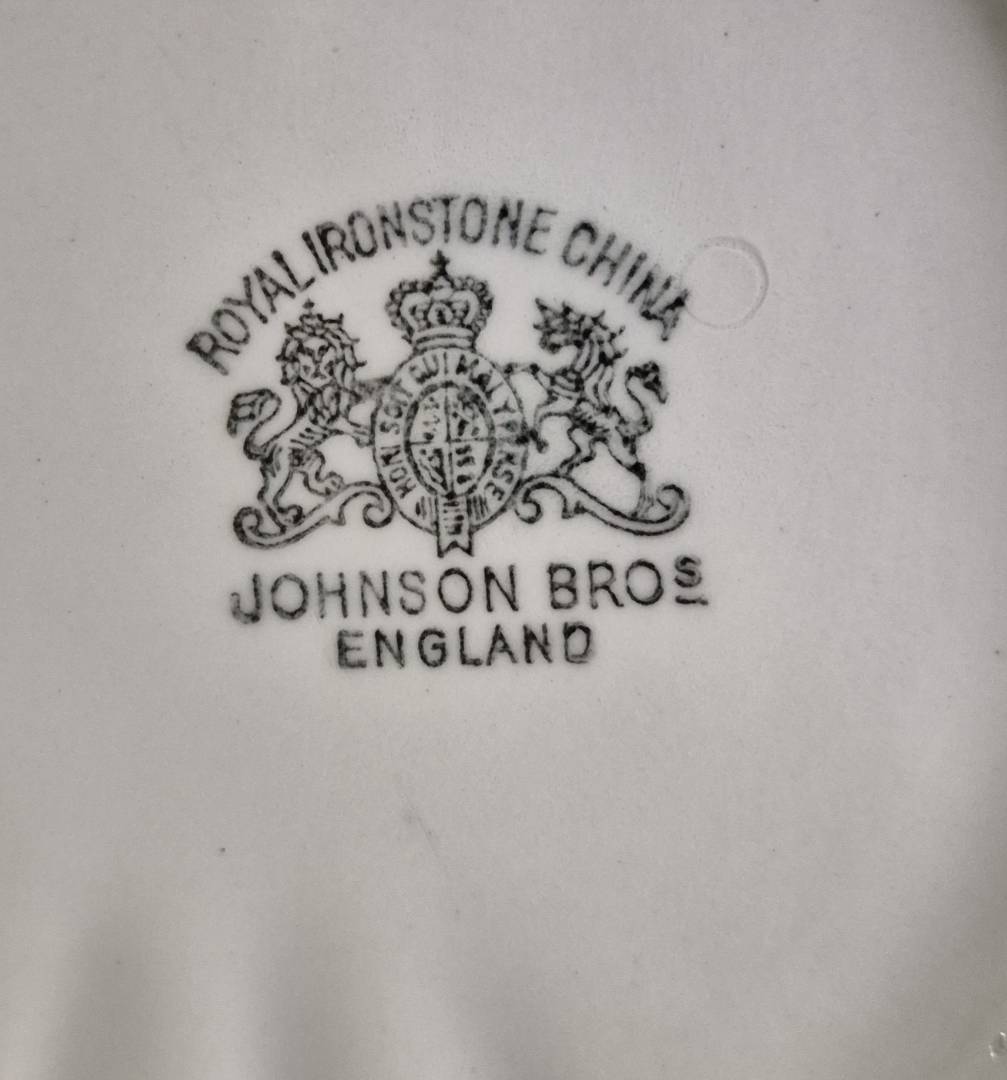 ROYAL IRONSTONE CHINA
HONI SOIT QUI MAL Y PENSE
JOHNSON BROS
ENGLAND